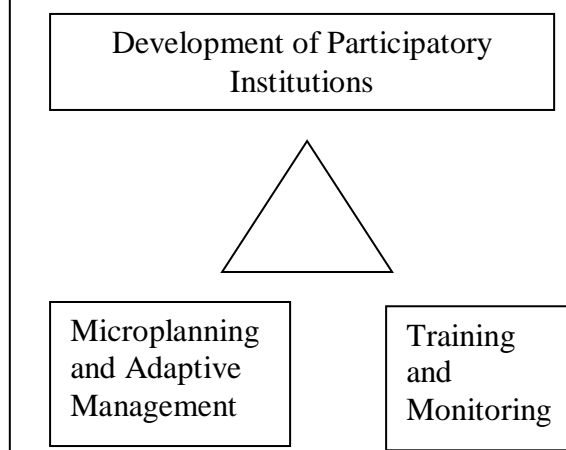 Development of Participatory
Institutions
Microplanning
and Adaptive
Management
Training
and
Monitoring